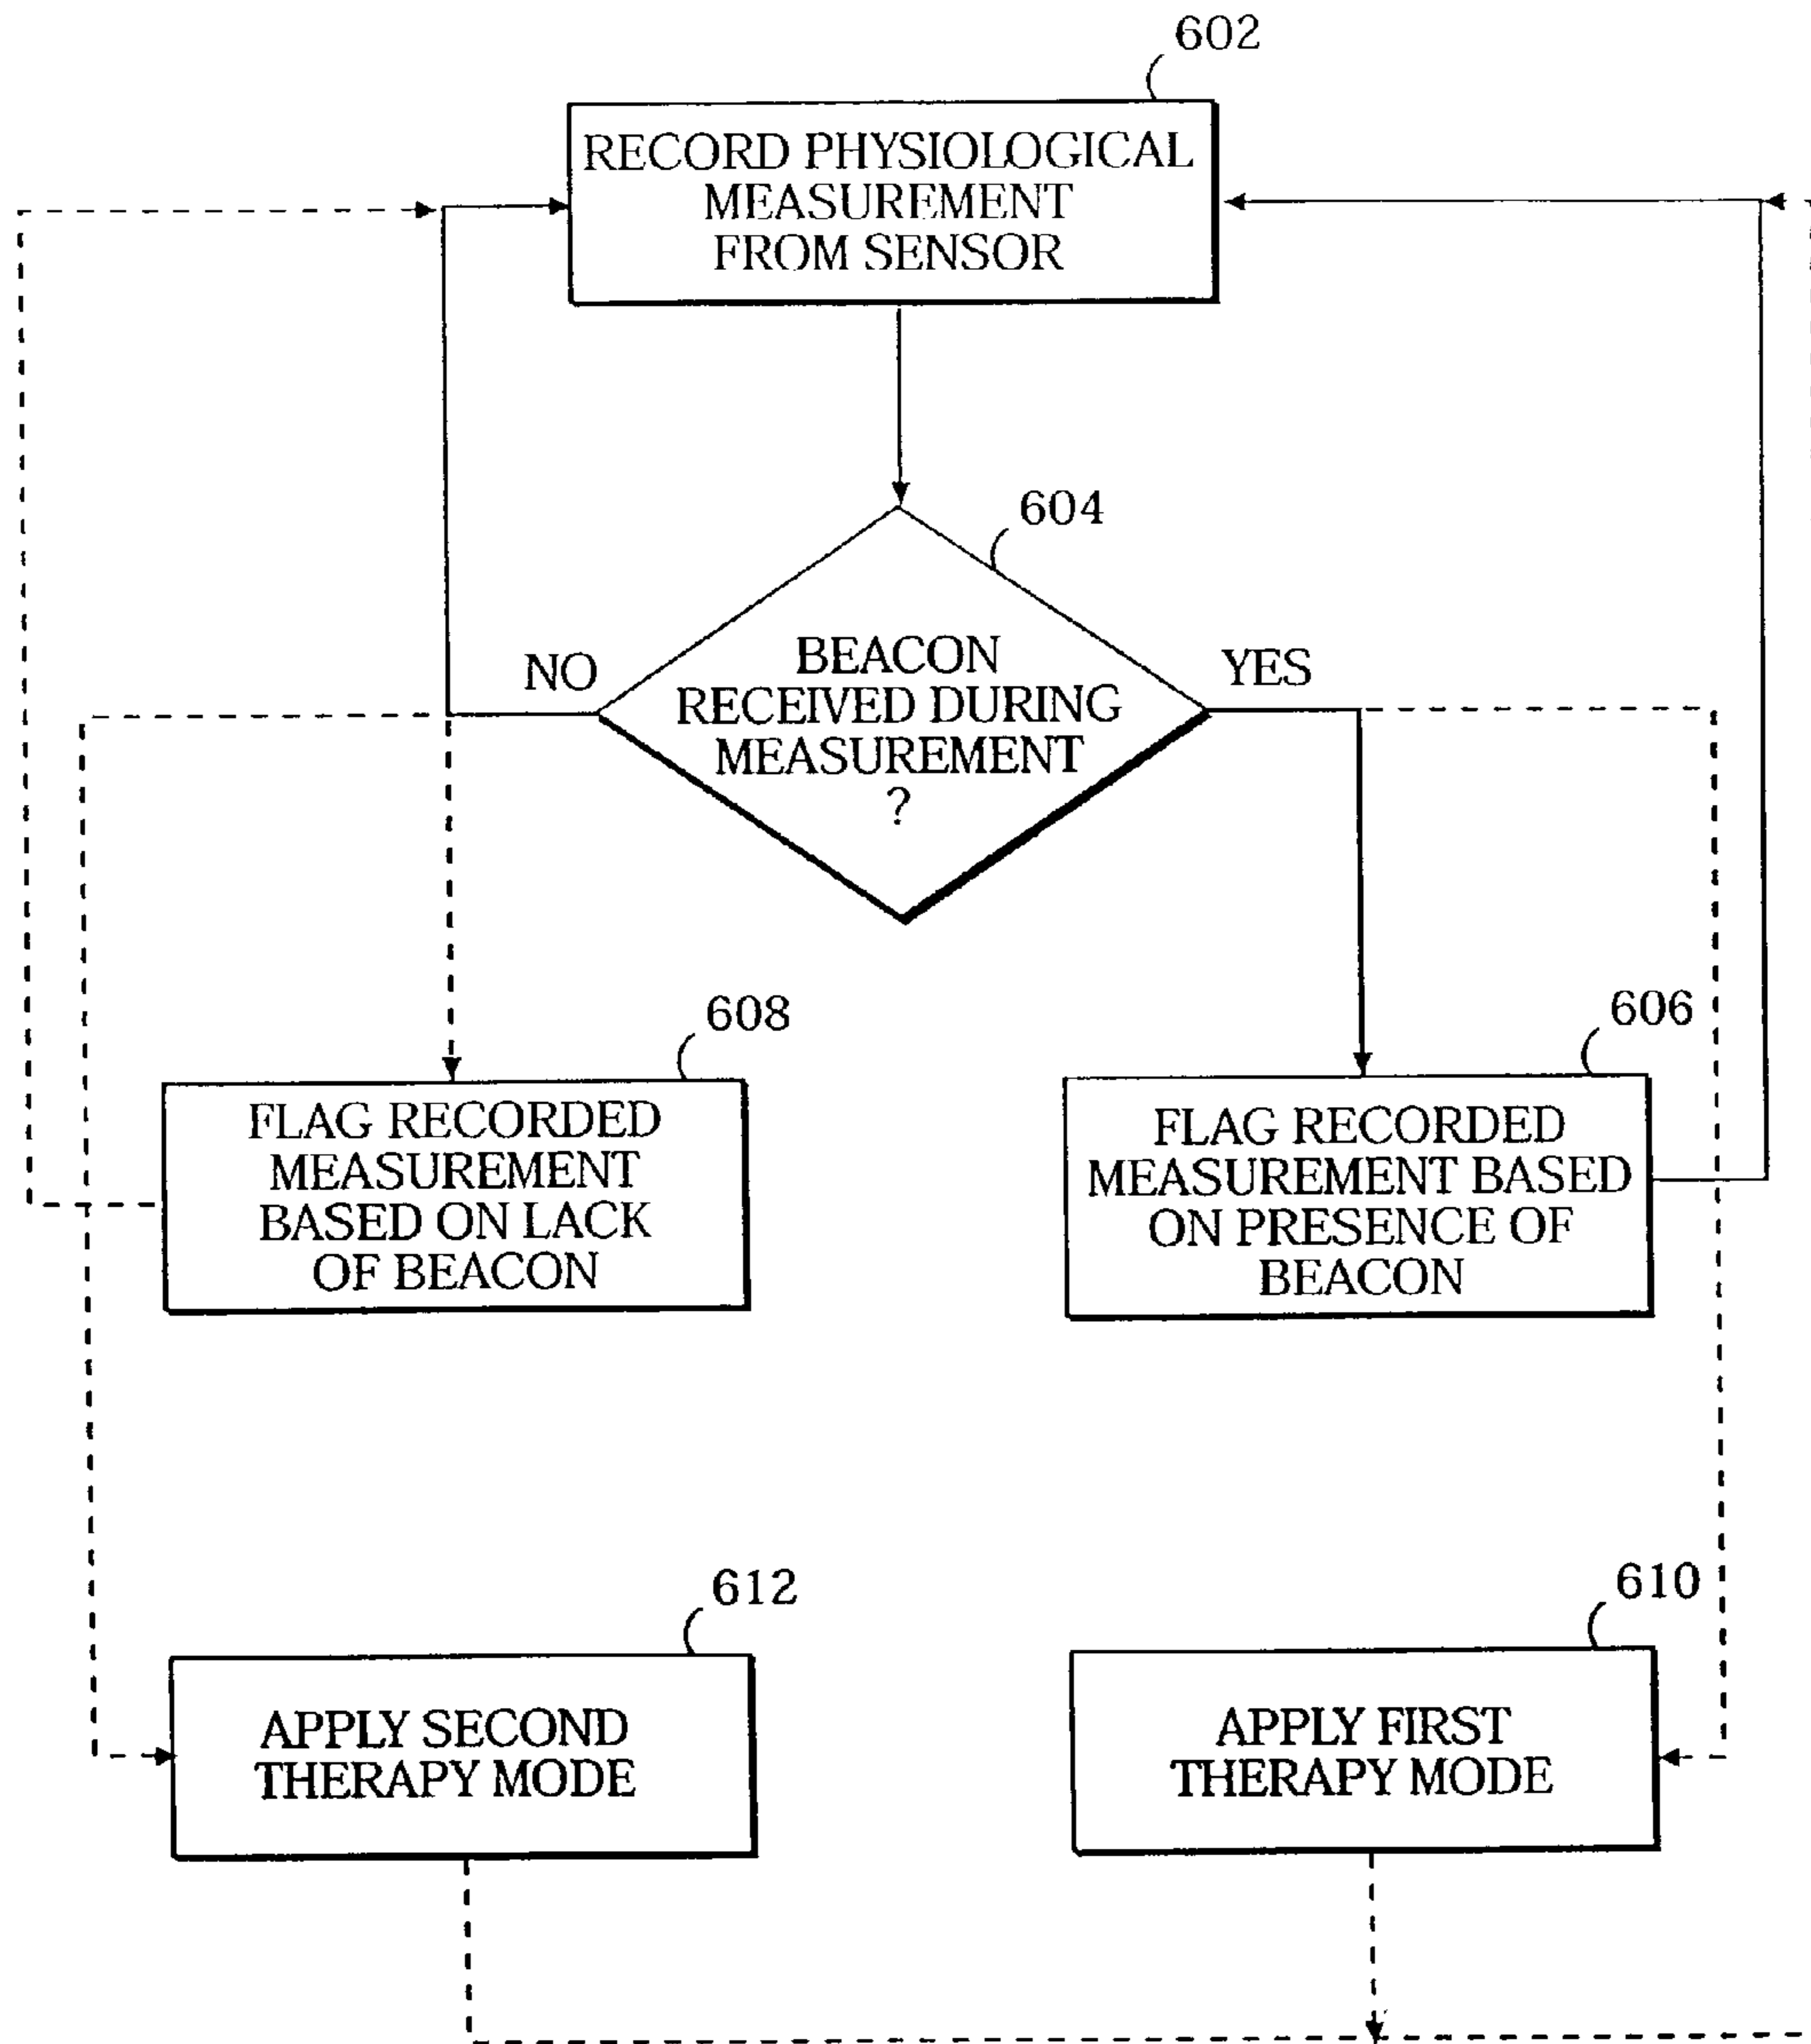 602
RECORD PHYSIOLOGICAL
MEASUREMENT
FROM SENSOR
604
BEACON
RECEIVED DURING
MEASUREMENT
?
NO
YES
608
FLAG RECORDED
MEASUREMENT
BASED ON LACK
OF BEACON
606
FLAG RECORDED
MEASUREMENT BASED
ON PRESENCE OF
BEACON
612
APPLY SECOND
THERAPY MODE
610
APPLY FIRST
THERAPY MODE